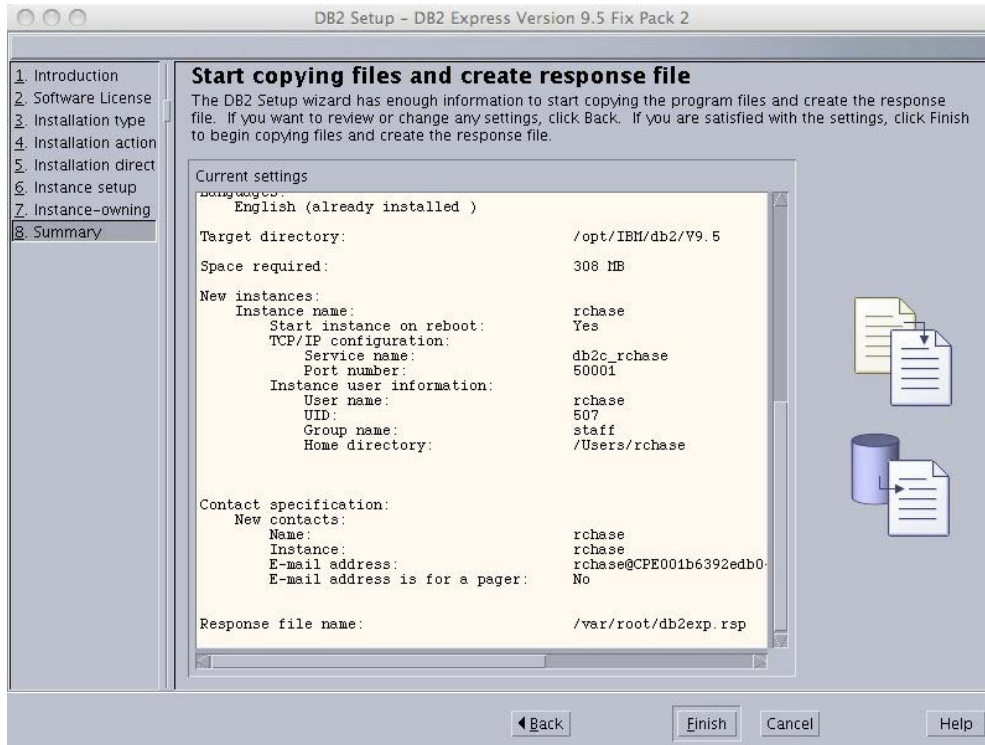 DB2 Setup - DB2 Express Version 9.5 Fix Pack 2
1. Introduction
2. Software License
3. Installation type
4. Installation action
5. Installation direct
6. Instance setup
7. Instance-owning
8. Summary
Start copying files and create response file
The DB2 Setup wizard has enough information to start copying the program files and create the response
file. If you want to review or change any settings, click Back. If you are satisfied with the settings, click Finish
to begin copying files and create the response file.
Current settings
Languages:
English (already installed )
Target directory: /opt/IBM/db2/V9.5
Space required: 308 MB
New instances:
Instance name: rchase
Start instance on reboot: Yes
TCP/IP configuration:
Service name: db2c_rchase
Port number: 50001
Instance user information:
User name: rchase
UID: 507
Group name: staff
Home directory: /Users/rchase
Contact specification:
New contacts:
Name: rchase
Instance: rchase
E-mail address: rchase@CPE001b6392edb0-
E-mail address is for a pager: No
Response file name: /var/root/db2exp.rsp
Back
Finish
Cancel
Help